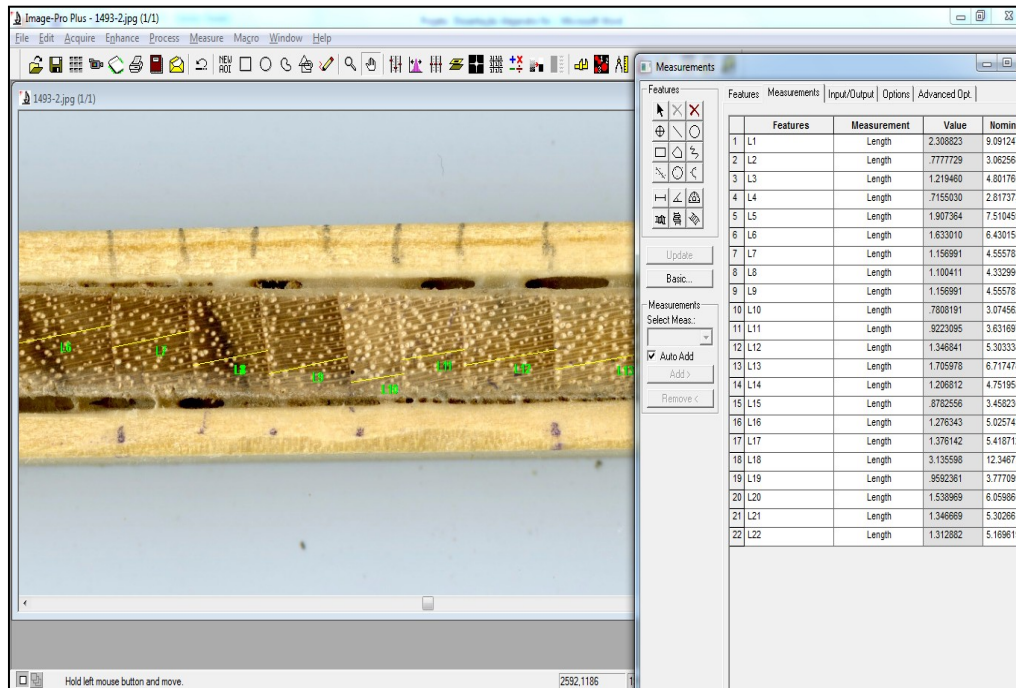 Image-Pro Plus - 1493-2.jpg (1/1)
File Edit Acquire Enhance Process Measure Macro Window Help
NEW AOI
1493-2.jpg (1/1)
L6 L7 L8 L9 L10 L11 L12
Hold left mouse button and move.
2592,1186
Measurements
Features
Update
Basic...
Measurements
Select Meas.:
Auto Add
Add >
Remove <
Features Measurements Input/Output Options Advanced Opt.
Features Measurement Value Nomin
1 L1 Length 2.308823 9.09124
2 L2 Length .7777729 3.06256
3 L3 Length 1.219460 4.80176
4 L4 Length .7155030 2.81737
5 L5 Length 1.907364 7.51045
6 L6 Length 1.633010 6.43015
7 L7 Length 1.156991 4.55578
8 L8 Length 1.100411 4.33299
9 L9 Length 1.156991 4.55578
10 L10 Length .7808191 3.07456
11 L11 Length .9223095 3.63169
12 L12 Length 1.346841 5.30333
13 L13 Length 1.705978 6.71747
14 L14 Length 1.206812 4.75195
15 L15 Length .8782556 3.45823
16 L16 Length 1.276343 5.02574
17 L17 Length 1.376142 5.41871
18 L18 Length 3.135598 12.3467
19 L19 Length .9592361 3.77709
20 L20 Length 1.538969 6.05986
21 L21 Length 1.346669 5.30266
22 L22 Length 1.312882 5.16961